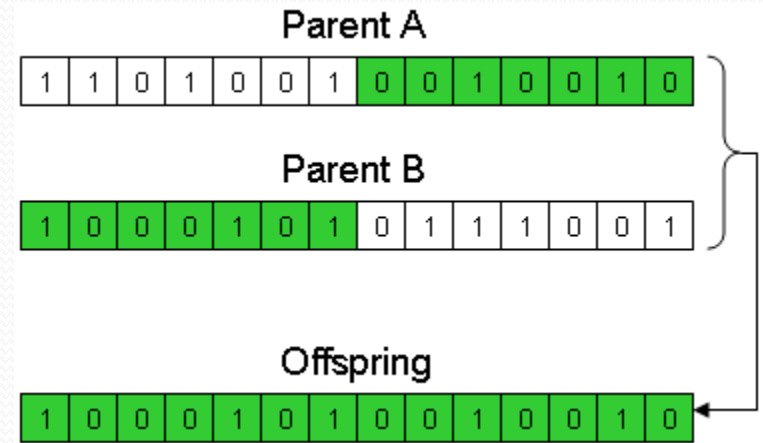 Parent A
1 1 0 1 0 0 1 0 0 1 0 0 1 0
Parent B
1 0 0 0 1 0 1 0 1 1 1 0 0 1
Offspring
1 0 0 0 1 0 1 0 0 1 0 0 1 0